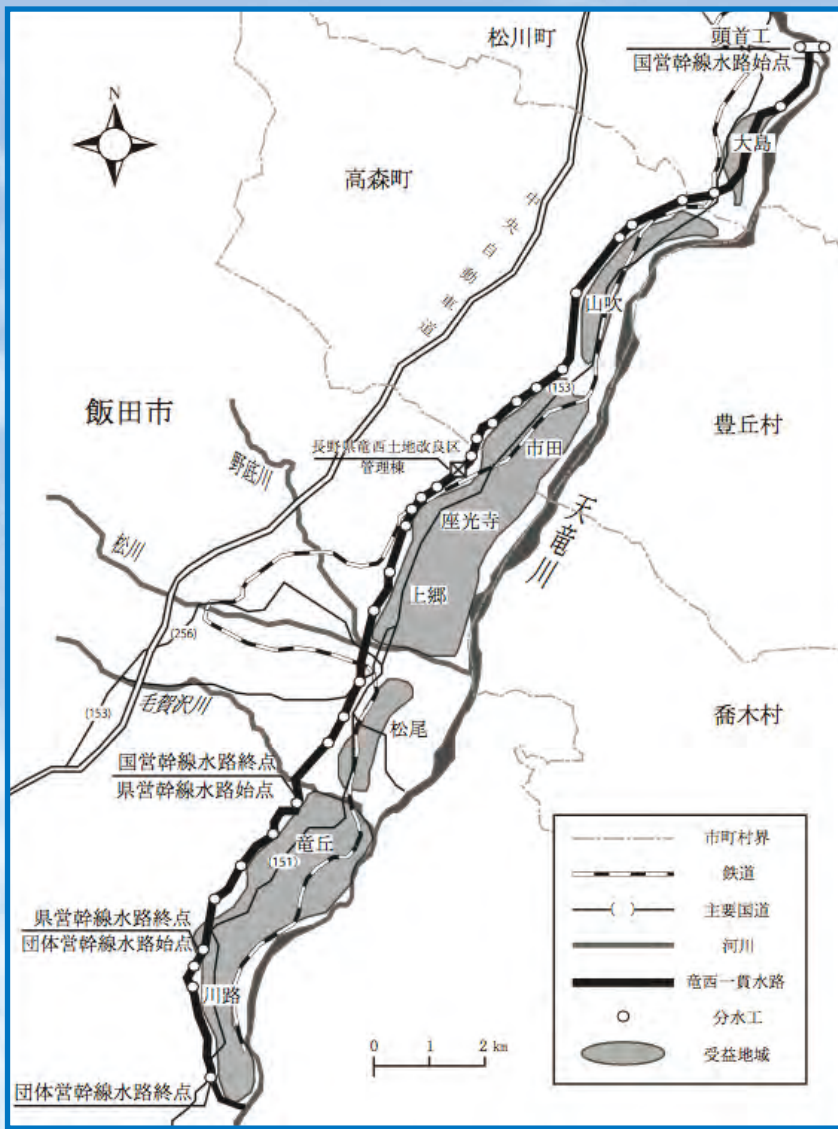 松川町
頭首工
国営幹線水路始点
N
大島
高森町
中央自動車道
山吹
飯田市
(153)
豊丘村
長野県竜西土地改良区
管理棟
市田
野底川
座光寺
天竜川
松川
上郷
(256)
(153)
毛賀沢川
松尾
喬木村
国営幹線水路終点
県営幹線水路始点
竜丘
(151)
県営幹線水路終点
団体営幹線水路始点
川路
団体営幹線水路終点
0 1 2 km
市町村界
鉄道
( ) 主要国道
河川
竜西一貫水路
分水工
受益地域